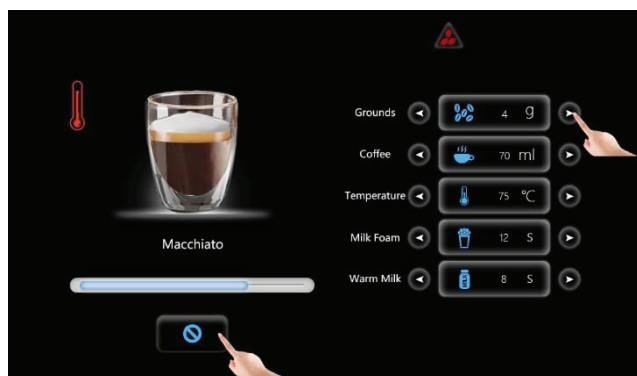 Grounds 4 g
Coffee 70 ml
Temperature 75 °C
Milk Foam 12 S
Warm Milk 8 S
Macchiato